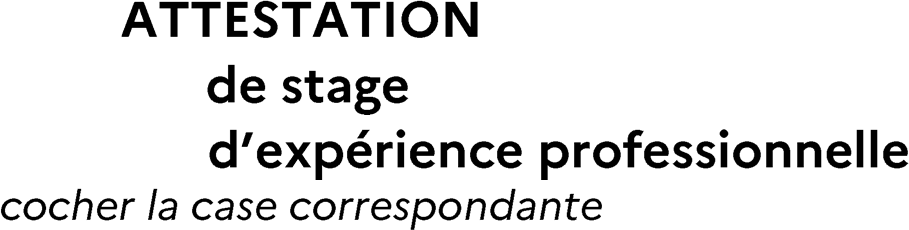 ATTESTATION
de stage
d’expérience professionnelle
cocher la case correspondante